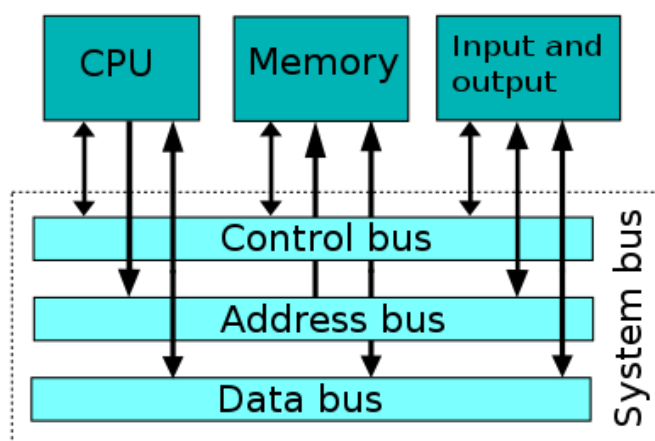 CPU
Memory
Input and
output
Control bus
Address bus
Data bus
System bus